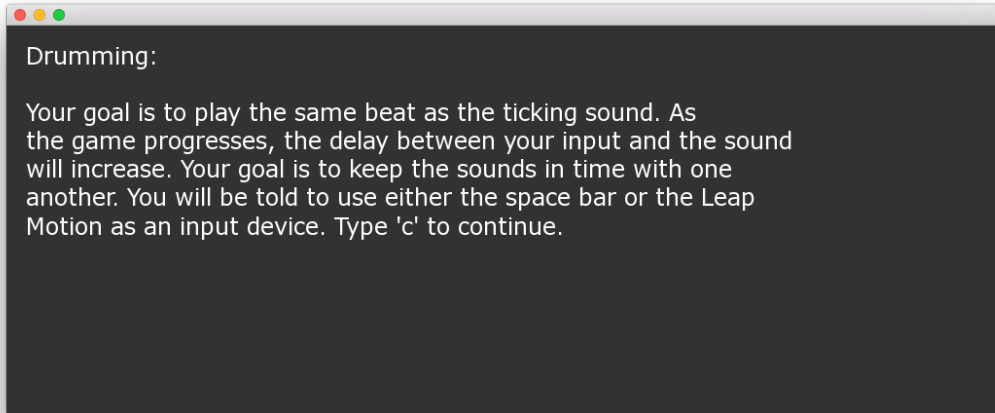 Drumming:
Your goal is to play the same beat as the ticking sound. As
the game progresses, the delay between your input and the sound
will increase. Your goal is to keep the sounds in time with one
another. You will be told to use either the space bar or the Leap
Motion as an input device. Type 'c' to continue.